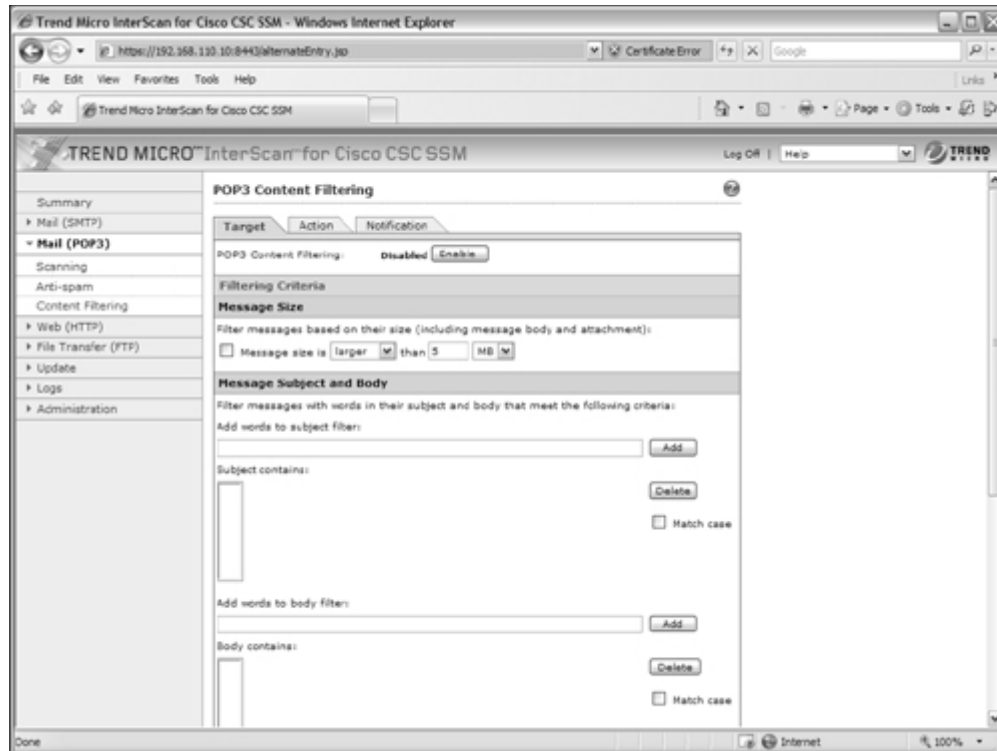 Trend Micro InterScan for Cisco CSC SSM - Windows Internet Explorer
https://192.168.110.10:8443/alternateEntry.jsp
Certificate Error
Google
File Edit View Favorites Tools Help
Links
Trend Micro InterScan for Cisco CSC SSM
Page
Tools
TREND MICRO™ InterScan™ for Cisco CSC SSM
Log Off | Help
TREND MICRO
Summary
Mail (SMTP)
Mail (POP3)
Scanning
Anti-spam
Content Filtering
Web (HTTP)
File Transfer (FTP)
Update
Logs
Administration
POP3 Content Filtering
Target Action Notification
POP3 Content Filtering: Disabled Enable
Filtering Criteria
Message Size
Filter messages based on their size (including message body and attachment):
Message size is larger than 5 MB
Message Subject and Body
Filter messages with words in their subject and body that meet the following criteria:
Add words to subject filter:
Add
Subject contains:
Delete
Match case
Add words to body filter:
Add
Body contains:
Delete
Match case
Done
Internet
100%